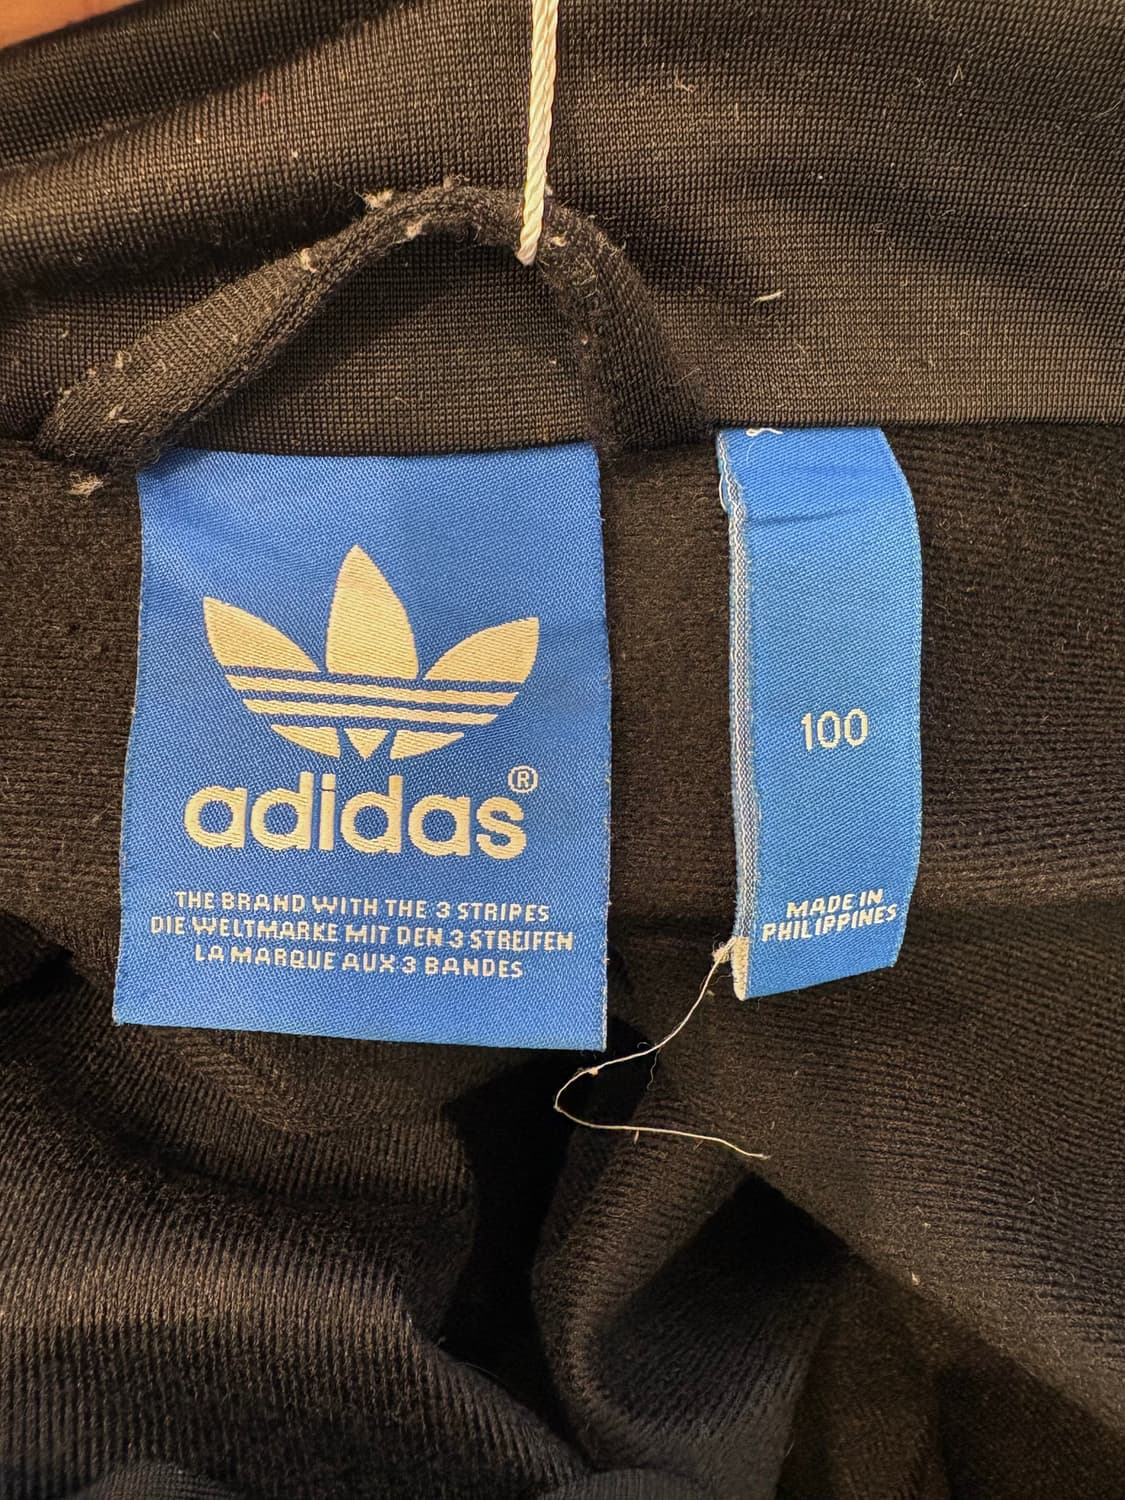 adidas®
THE BRAND WITH THE 3 STRIPES
DIE WELTMARKE MIT DEN 3 STREIFEN
LA MARQUE AUX 3 BANDES
100
MADE IN
PHILIPPINES